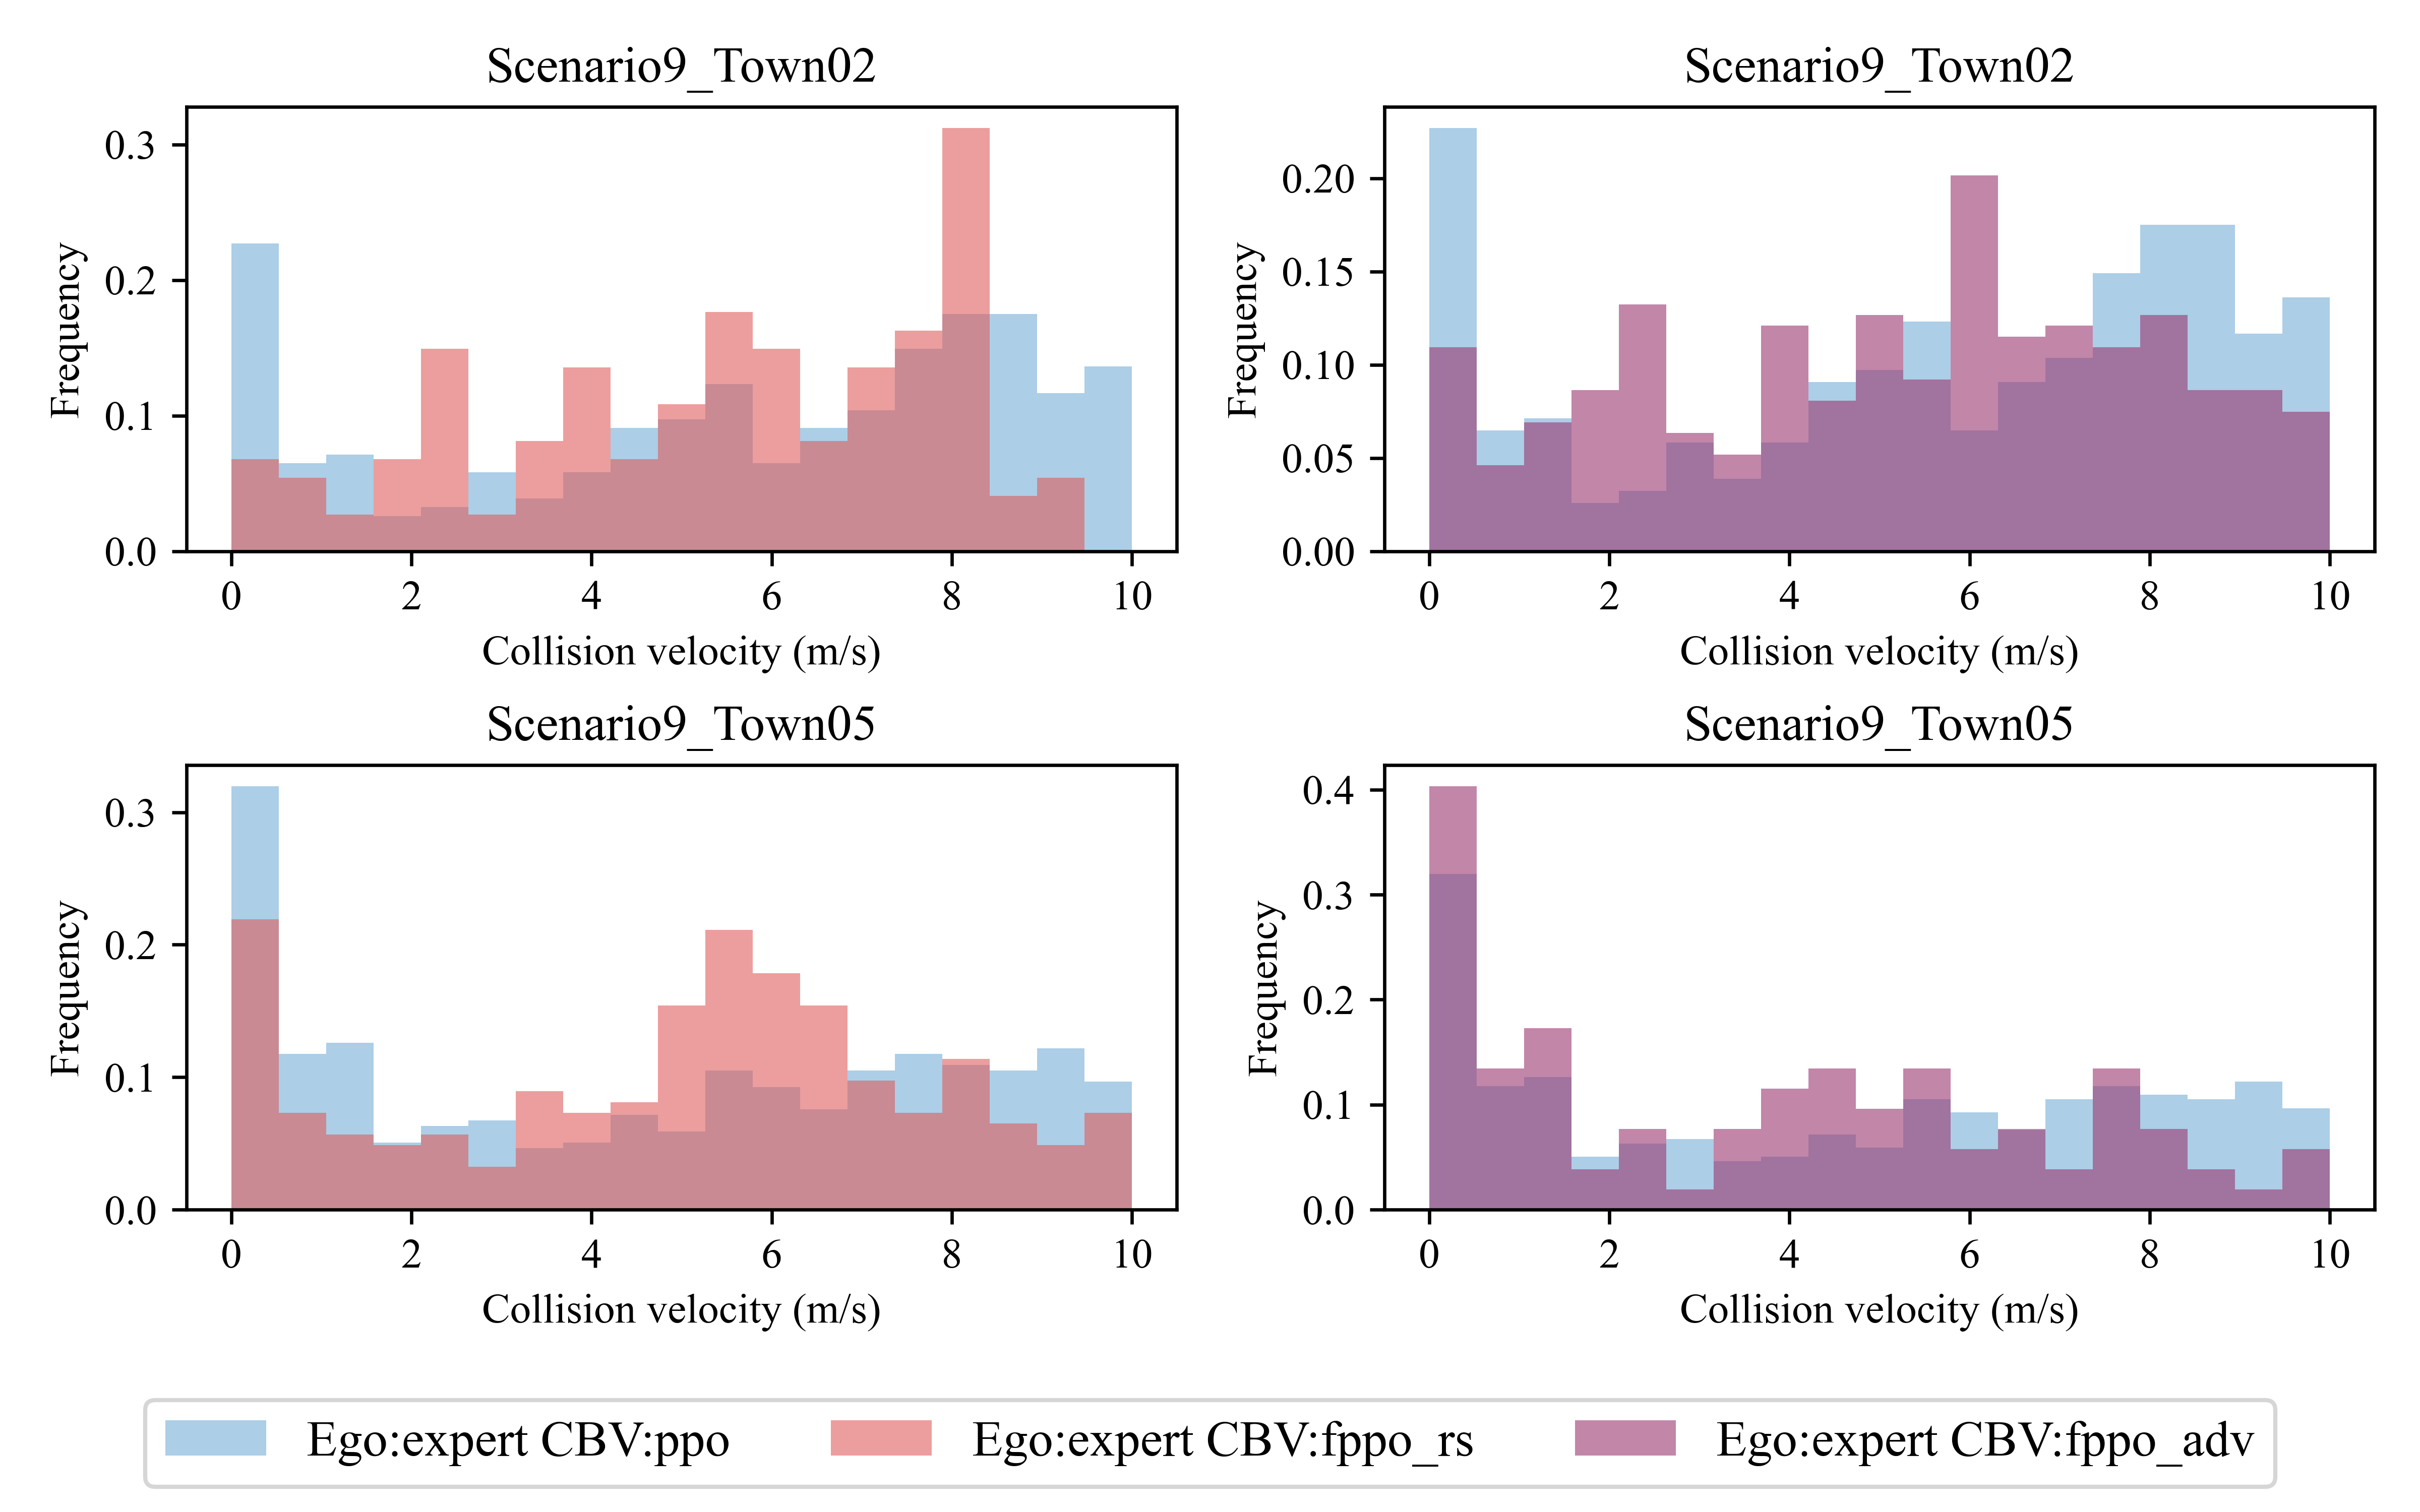 Scenario9_Town02
Frequency
0.3
0.2
0.1
0.0
0 2 4 6 8 10
Collision velocity (m/s)
Scenario9_Town02
Frequency
0.20
0.15
0.10
0.05
0.00
0 2 4 6 8 10
Collision velocity (m/s)
Scenario9_Town05
Frequency
0.3
0.2
0.1
0.0
0 2 4 6 8 10
Collision velocity (m/s)
Scenario9_Town05
Frequency
0.4
0.3
0.2
0.1
0.0
0 2 4 6 8 10
Collision velocity (m/s)
Ego:expert CBV:ppo
Ego:expert CBV:fppo_rs
Ego:expert CBV:fppo_adv